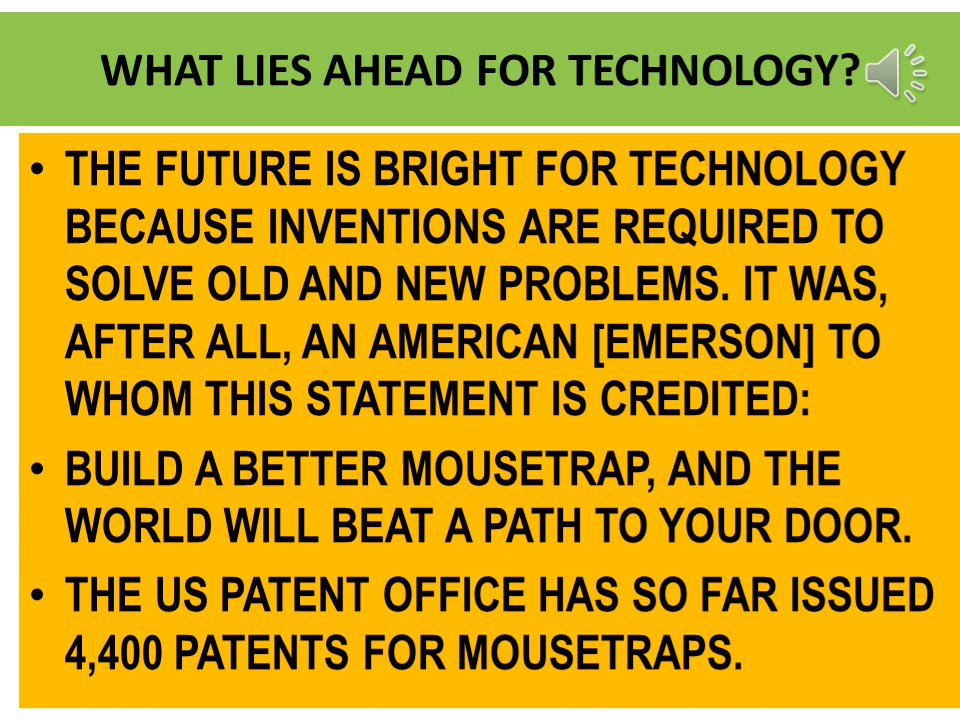 WHAT LIES AHEAD FOR TECHNOLOGY?
• THE FUTURE IS BRIGHT FOR TECHNOLOGY
BECAUSE INVENTIONS ARE REQUIRED TO
SOLVE OLD AND NEW PROBLEMS. IT WAS,
AFTER ALL, AN AMERICAN [EMERSON] TO
WHOM THIS STATEMENT IS CREDITED:
• BUILD A BETTER MOUSETRAP, AND THE
WORLD WILL BEAT A PATH TO YOUR DOOR.
• THE US PATENT OFFICE HAS SO FAR ISSUED
4,400 PATENTS FOR MOUSETRAPS.